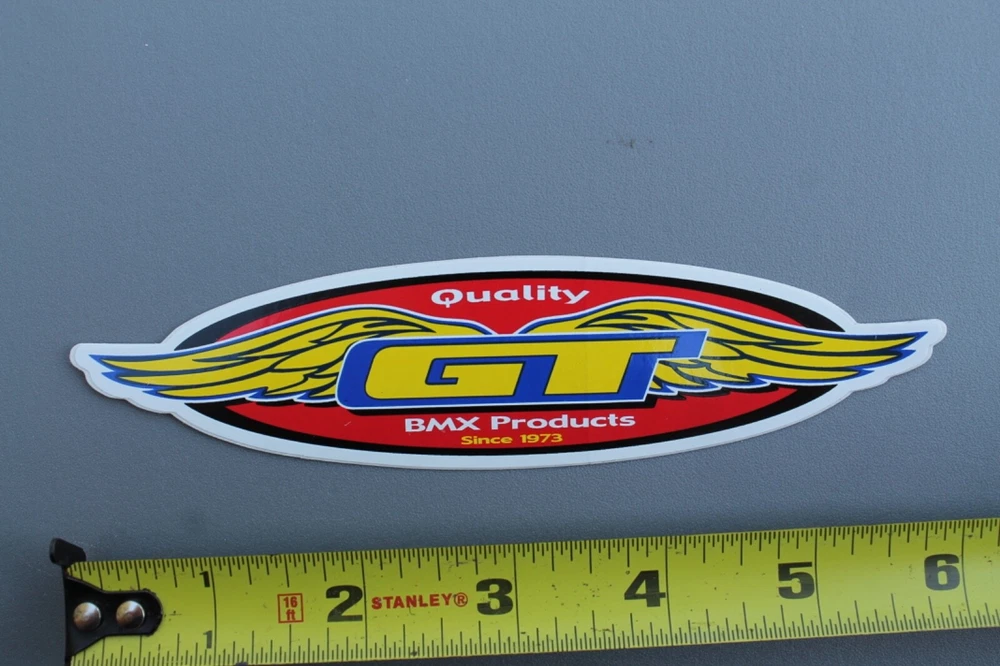 Quality
GT
BMX Products
Since 1973
1 2 STANLEY® 3 4 5 6
16
ft
1